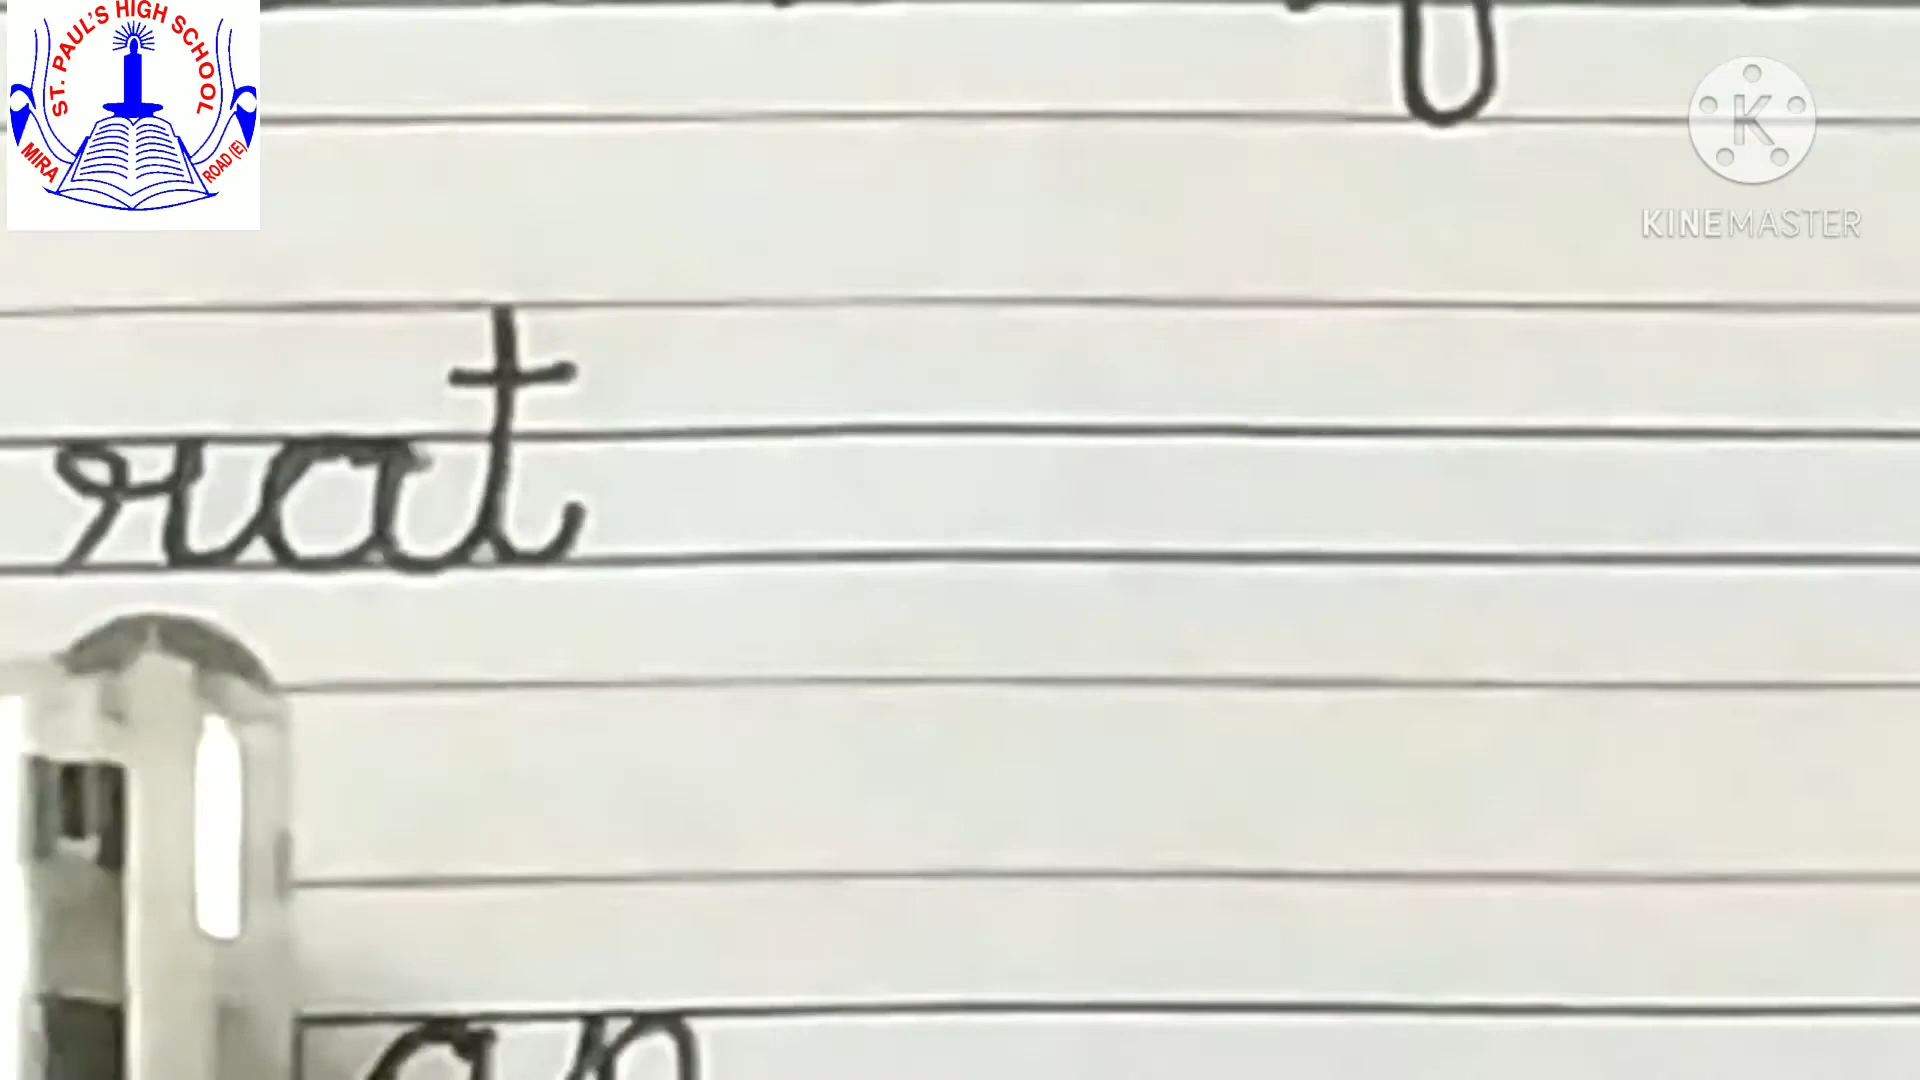 ST. PAUL'S HIGH SCHOOL
MIRA ROAD (E)
K
KINEMASTER
rat